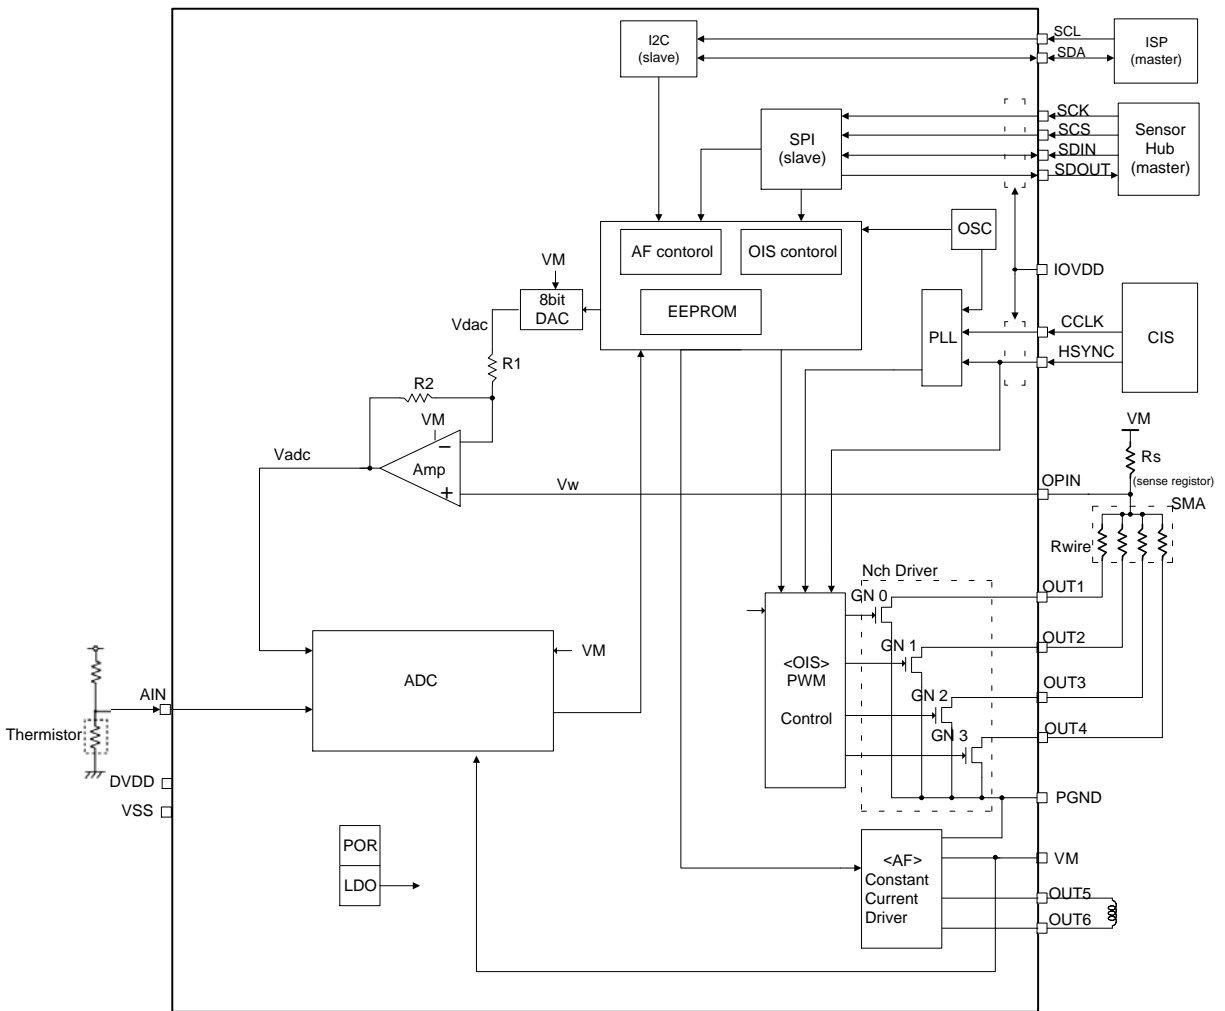 I2C
(slave)
SCL
SDA
ISP
(master)
SPI
(slave)
SCK
SCS
SDIN
SDOUT
Sensor
Hub
(master)
AF contorol
OIS contorol
EEPROM
OSC
IOVDD
VM
8bit
DAC
Vdac
R1
PLL
CCLK
HSYNC
CIS
R2
VM
Amp
−
+
Vadc
Vw
VM
Rs
(sense registor)
OPIN
SMA
Rwire
Nch Driver
GN 0
GN 1
GN 2
GN 3
OUT1
OUT2
OUT3
OUT4
<OIS>
PWM
Control
ADC
VM
AIN
Thermistor
DVDD
VSS
PGND
POR
LDO
<AF>
Constant
Current
Driver
VM
OUT5
OUT6